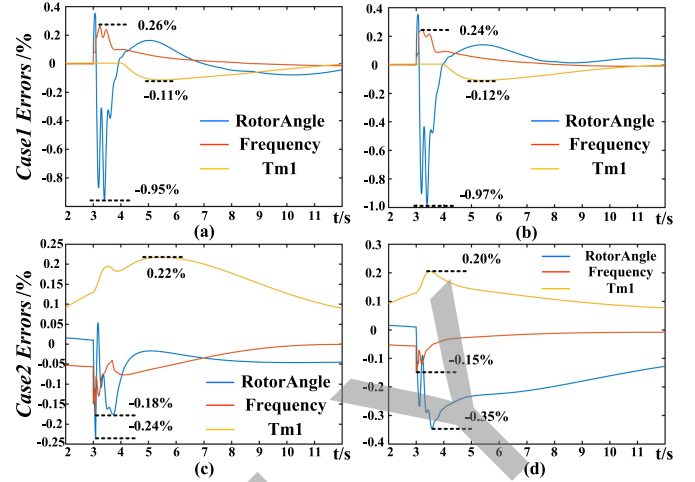 Case1 Errors /%
0.4
0.2
0
-0.2
-0.4
-0.6
-0.8
0.26%
-0.11%
-0.95%
RotorAngle
Frequency
Tm1
2 3 4 5 6 7 8 9 10 11 t/s
(a)
0.4
0.2
0
-0.2
-0.4
-0.6
-0.8
-1.0
0.24%
-0.12%
-0.97%
RotorAngle
Frequency
Tm1
2 3 4 5 6 7 8 9 10 11 t/s
(b)
Case2 Errors /%
0.25
0.2
0.15
0.1
0.05
0
-0.05
-0.1
-0.15
-0.2
-0.25
0.22%
-0.18%
-0.24%
RotorAngle
Frequency
Tm1
2 3 4 5 6 7 8 9 10 11 t/s
(c)
0.3
0.2
0.1
0
-0.1
-0.2
-0.3
-0.4
0.20%
-0.15%
-0.35%
RotorAngle
Frequency
Tm1
2 3 4 5 6 7 8 9 10 11 t/s
(d)